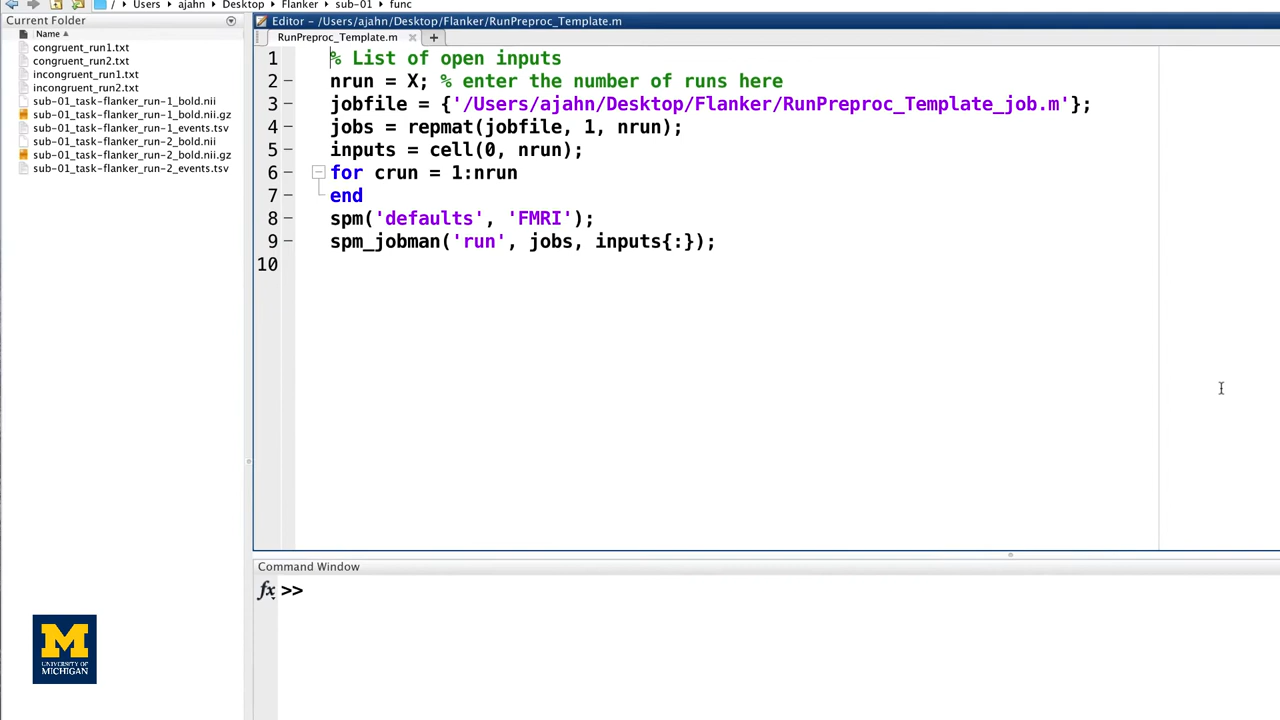 / Users ajahn Desktop Flanker sub-01 func
Current Folder
Name
congruent_run1.txt
congruent_run2.txt
incongruent_run1.txt
incongruent_run2.txt
sub-01_task-flanker_run-1_bold.nii
sub-01_task-flanker_run-1_bold.nii.gz
sub-01_task-flanker_run-1_events.tsv
sub-01_task-flanker_run-2_bold.nii
sub-01_task-flanker_run-2_bold.nii.gz
sub-01_task-flanker_run-2_events.tsv
Editor - /Users/ajahn/Desktop/Flanker/RunPreproc_Template.m
RunPreproc_Template.m
1 % List of open inputs
2 nrun = X; % enter the number of runs here
3 jobfile = {'/Users/ajahn/Desktop/Flanker/RunPreproc_Template_job.m'};
4 jobs = repmat(jobfile, 1, nrun);
5 inputs = cell(0, nrun);
6 for crun = 1:nrun
7 end
8 spm('defaults', 'FMRI');
9 spm_jobman('run', jobs, inputs{:});
10
Command Window
fx >>
M
UNIVERSITY OF
MICHIGAN